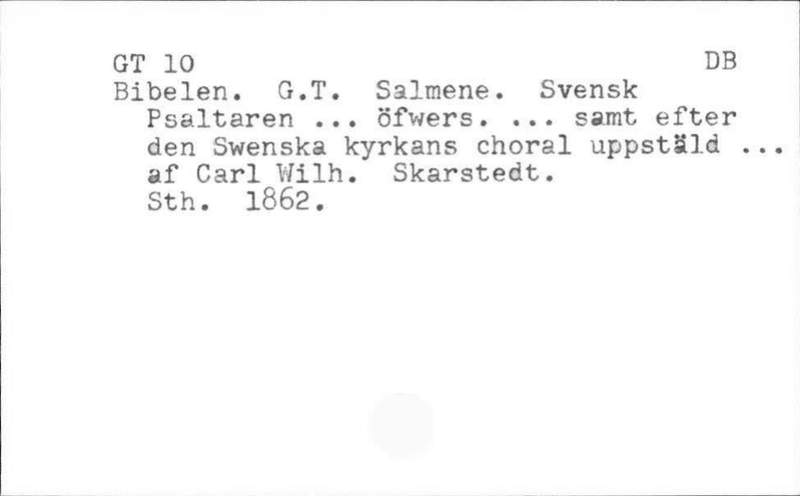 GT 10 DB
Bibelen. G.T. Salmene. Svensk
Psaltaren ... öfwers. ... samt efter
den Swenska kyrkans choral uppstäld ...
af Carl Wilh. Skarstedt.
Sth. 1862.